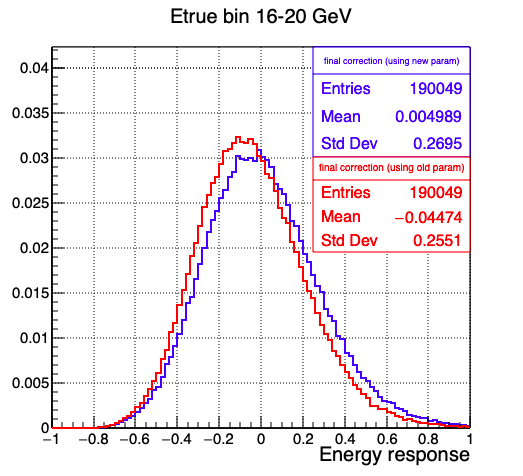 Etrue bin 16-20 GeV
final correction (using new param)
Entries 190049
Mean 0.004989
Std Dev 0.2695
final correction (using old param)
Entries 190049
Mean −0.04474
Std Dev 0.2551
0.04
0.035
0.03
0.025
0.02
0.015
0.01
0.005
0
−1 −0.8 −0.6 −0.4 −0.2 0 0.2 0.4 0.6 0.8 1
Energy response